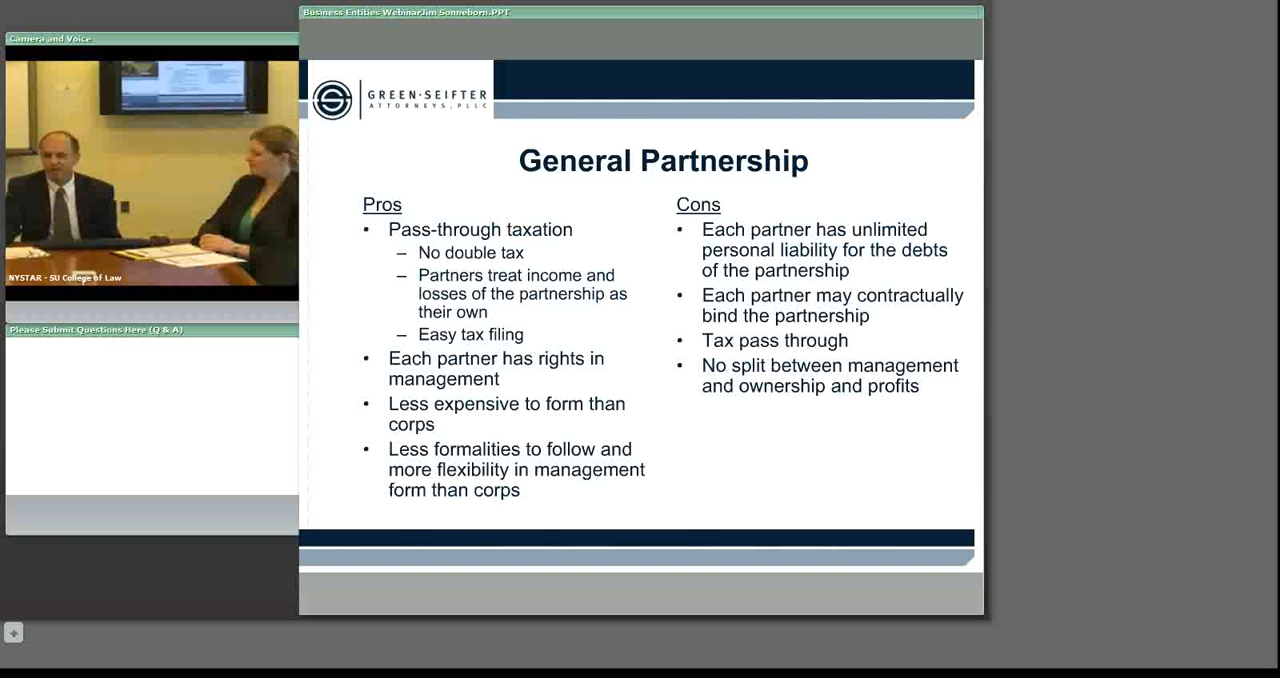 Business Entities WebinarJim Sonneborn.PPT
Camera and Voice
NYSTAR - SU College of Law
Please Submit Questions Here (Q & A)
GREEN·SEIFTER
ATTORNEYS, PLLC
General Partnership
Pros
• Pass-through taxation
– No double tax
– Partners treat income and
losses of the partnership as
their own
– Easy tax filing
• Each partner has rights in
management
• Less expensive to form than
corps
• Less formalities to follow and
more flexibility in management
form than corps
Cons
• Each partner has unlimited
personal liability for the debts
of the partnership
• Each partner may contractually
bind the partnership
• Tax pass through
• No split between management
and ownership and profits